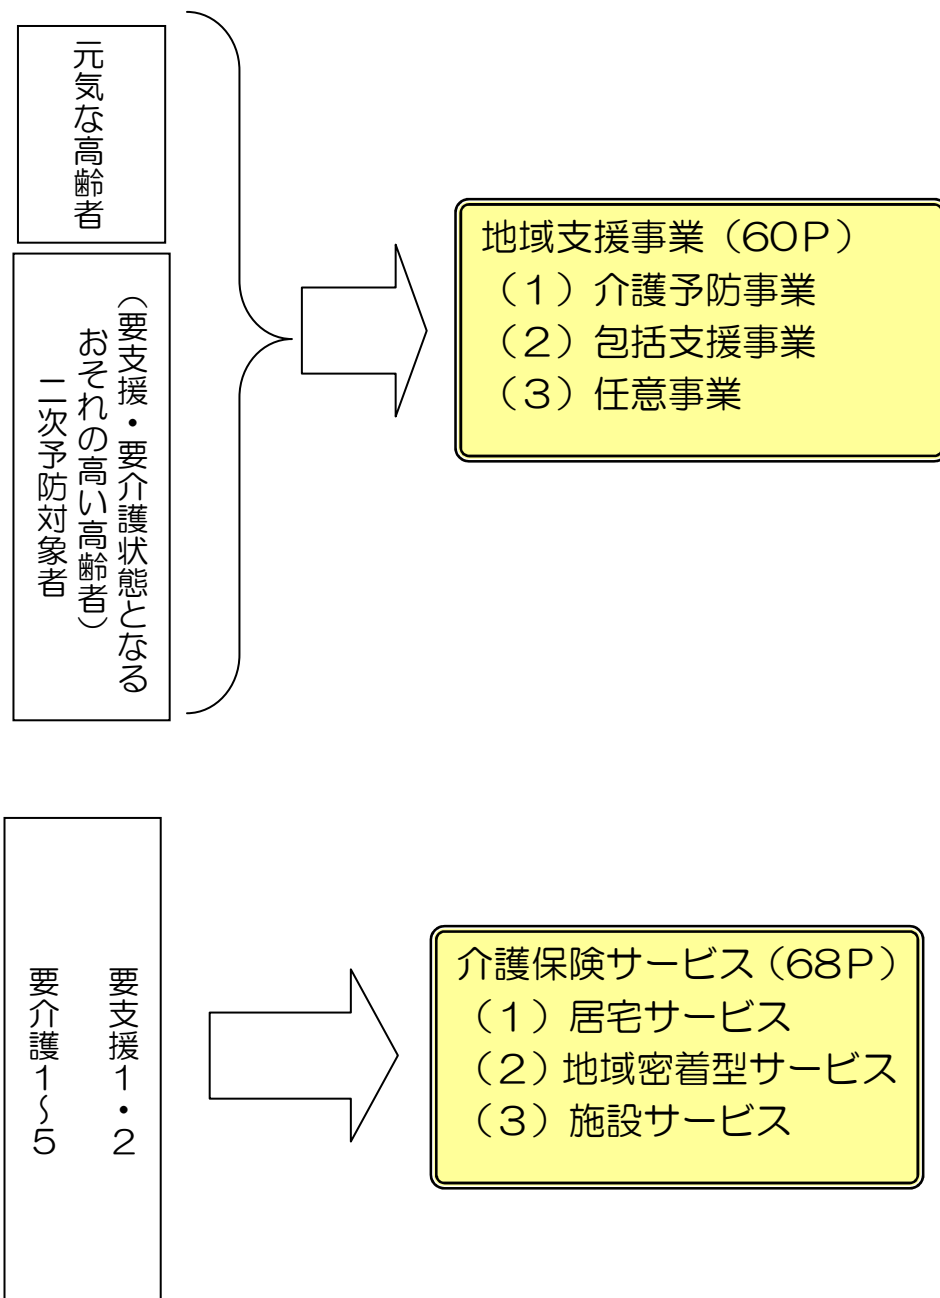 元気な高齢者
（要支援・要介護状態となる
おそれの高い高齢者）
二次予防対象者
地域支援事業（60P）
（1）介護予防事業
（2）包括支援事業
（3）任意事業
要支援1・2
要介護1～5
介護保険サービス（68P）
（1）居宅サービス
（2）地域密着型サービス
（3）施設サービス